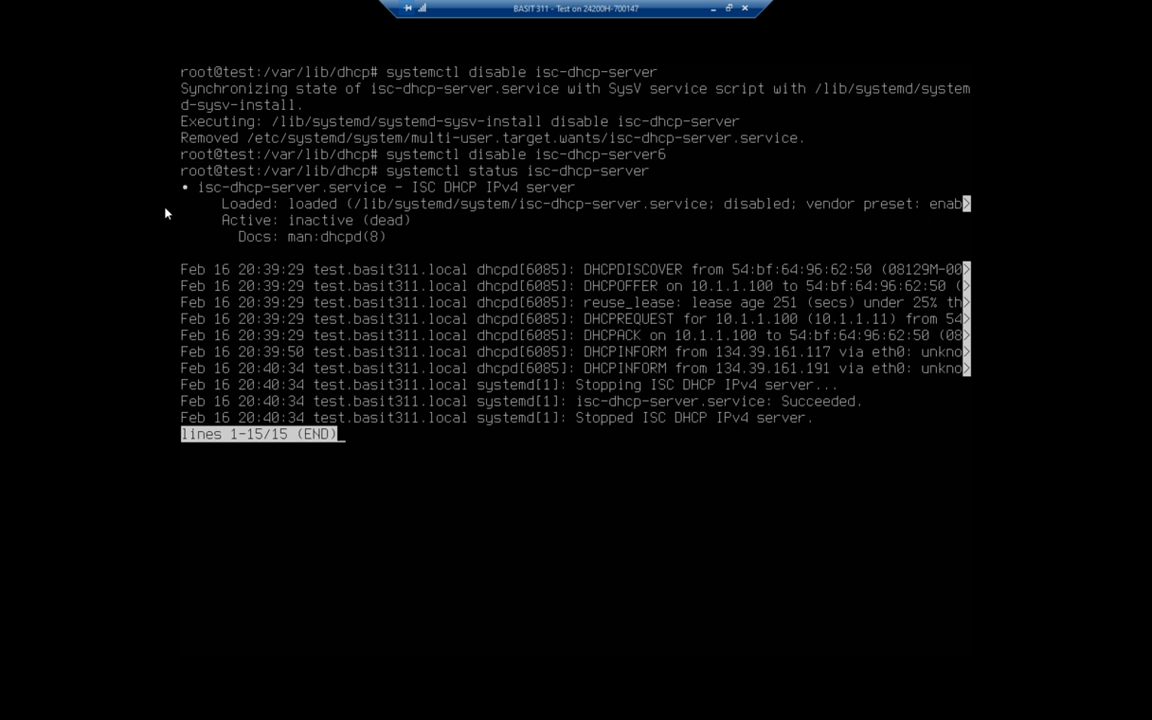 BASIT 311 - Test on 24200H-700147
root@test:/var/lib/dhcp# systemctl disable isc-dhcp-server
Synchronizing state of isc-dhcp-server.service with SysV service script with /lib/systemd/system
d-sysv-install.
Executing: /lib/systemd/systemd-sysv-install disable isc-dhcp-server
Removed /etc/systemd/system/multi-user.target.wants/isc-dhcp-server.service.
root@test:/var/lib/dhcp# systemctl disable isc-dhcp-server6
root@test:/var/lib/dhcp# systemctl status isc-dhcp-server
• isc-dhcp-server.service - ISC DHCP IPv4 server
Loaded: loaded (/lib/systemd/system/isc-dhcp-server.service; disabled; vendor preset: enab>
Active: inactive (dead)
Docs: man:dhcpd(8)
Feb 16 20:39:29 test.basit311.local dhcpd[6085]: DHCPDISCOVER from 54:bf:64:96:62:50 (08129M-00>
Feb 16 20:39:29 test.basit311.local dhcpd[6085]: DHCPOFFER on 10.1.1.100 to 54:bf:64:96:62:50 (>
Feb 16 20:39:29 test.basit311.local dhcpd[6085]: reuse_lease: lease age 251 (secs) under 25% th>
Feb 16 20:39:29 test.basit311.local dhcpd[6085]: DHCPREQUEST for 10.1.1.100 (10.1.1.11) from 54>
Feb 16 20:39:29 test.basit311.local dhcpd[6085]: DHCPACK on 10.1.1.100 to 54:bf:64:96:62:50 (08>
Feb 16 20:39:50 test.basit311.local dhcpd[6085]: DHCPINFORM from 134.39.161.117 via eth0: unkno>
Feb 16 20:40:34 test.basit311.local dhcpd[6085]: DHCPINFORM from 134.39.161.191 via eth0: unkno>
Feb 16 20:40:34 test.basit311.local systemd[1]: Stopping ISC DHCP IPv4 server...
Feb 16 20:40:34 test.basit311.local systemd[1]: isc-dhcp-server.service: Succeeded.
Feb 16 20:40:34 test.basit311.local systemd[1]: Stopped ISC DHCP IPv4 server.
lines 1-15/15 (END)